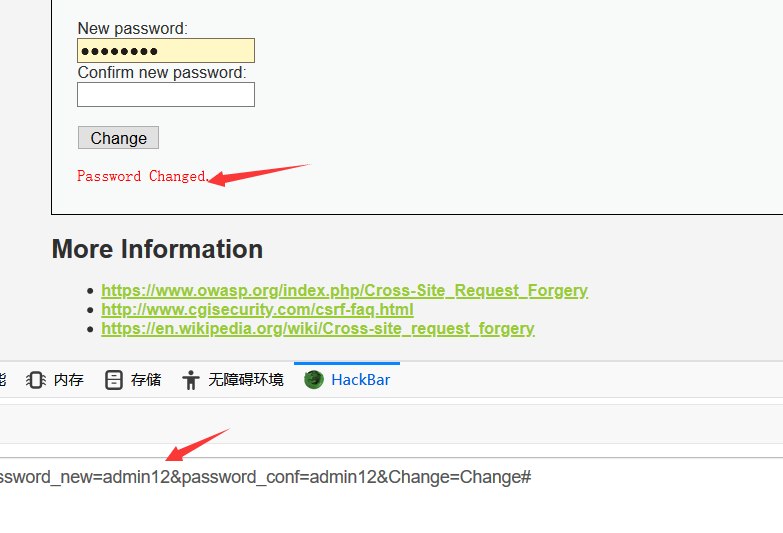 New password:
●●●●●●●●
Confirm new password:
Change
Password Changed.
More Information
https://www.owasp.org/index.php/Cross-Site_Request_Forgery
http://www.cgisecurity.com/csrf-faq.html
https://en.wikipedia.org/wiki/Cross-site_request_forgery
能 内存 存储 无障碍环境 HackBar
ssword_new=admin12&password_conf=admin12&Change=Change#